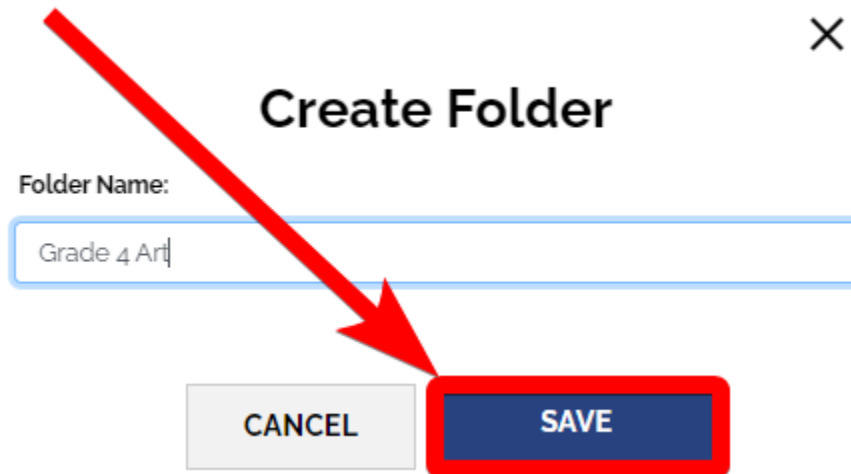 Create Folder
Folder Name:
Grade 4 Art
CANCEL
SAVE